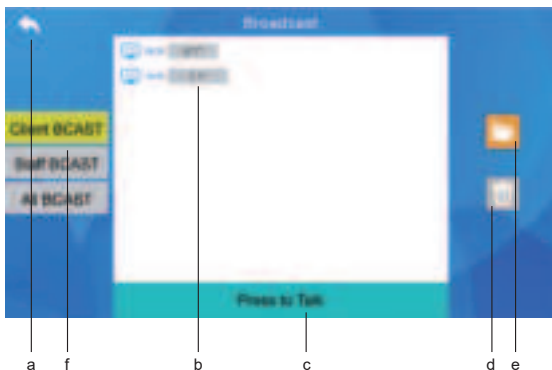 Broadcast
Client BCAST
Staff BCAST
All BCAST
Press to Talk
a
f
b
c
d
e